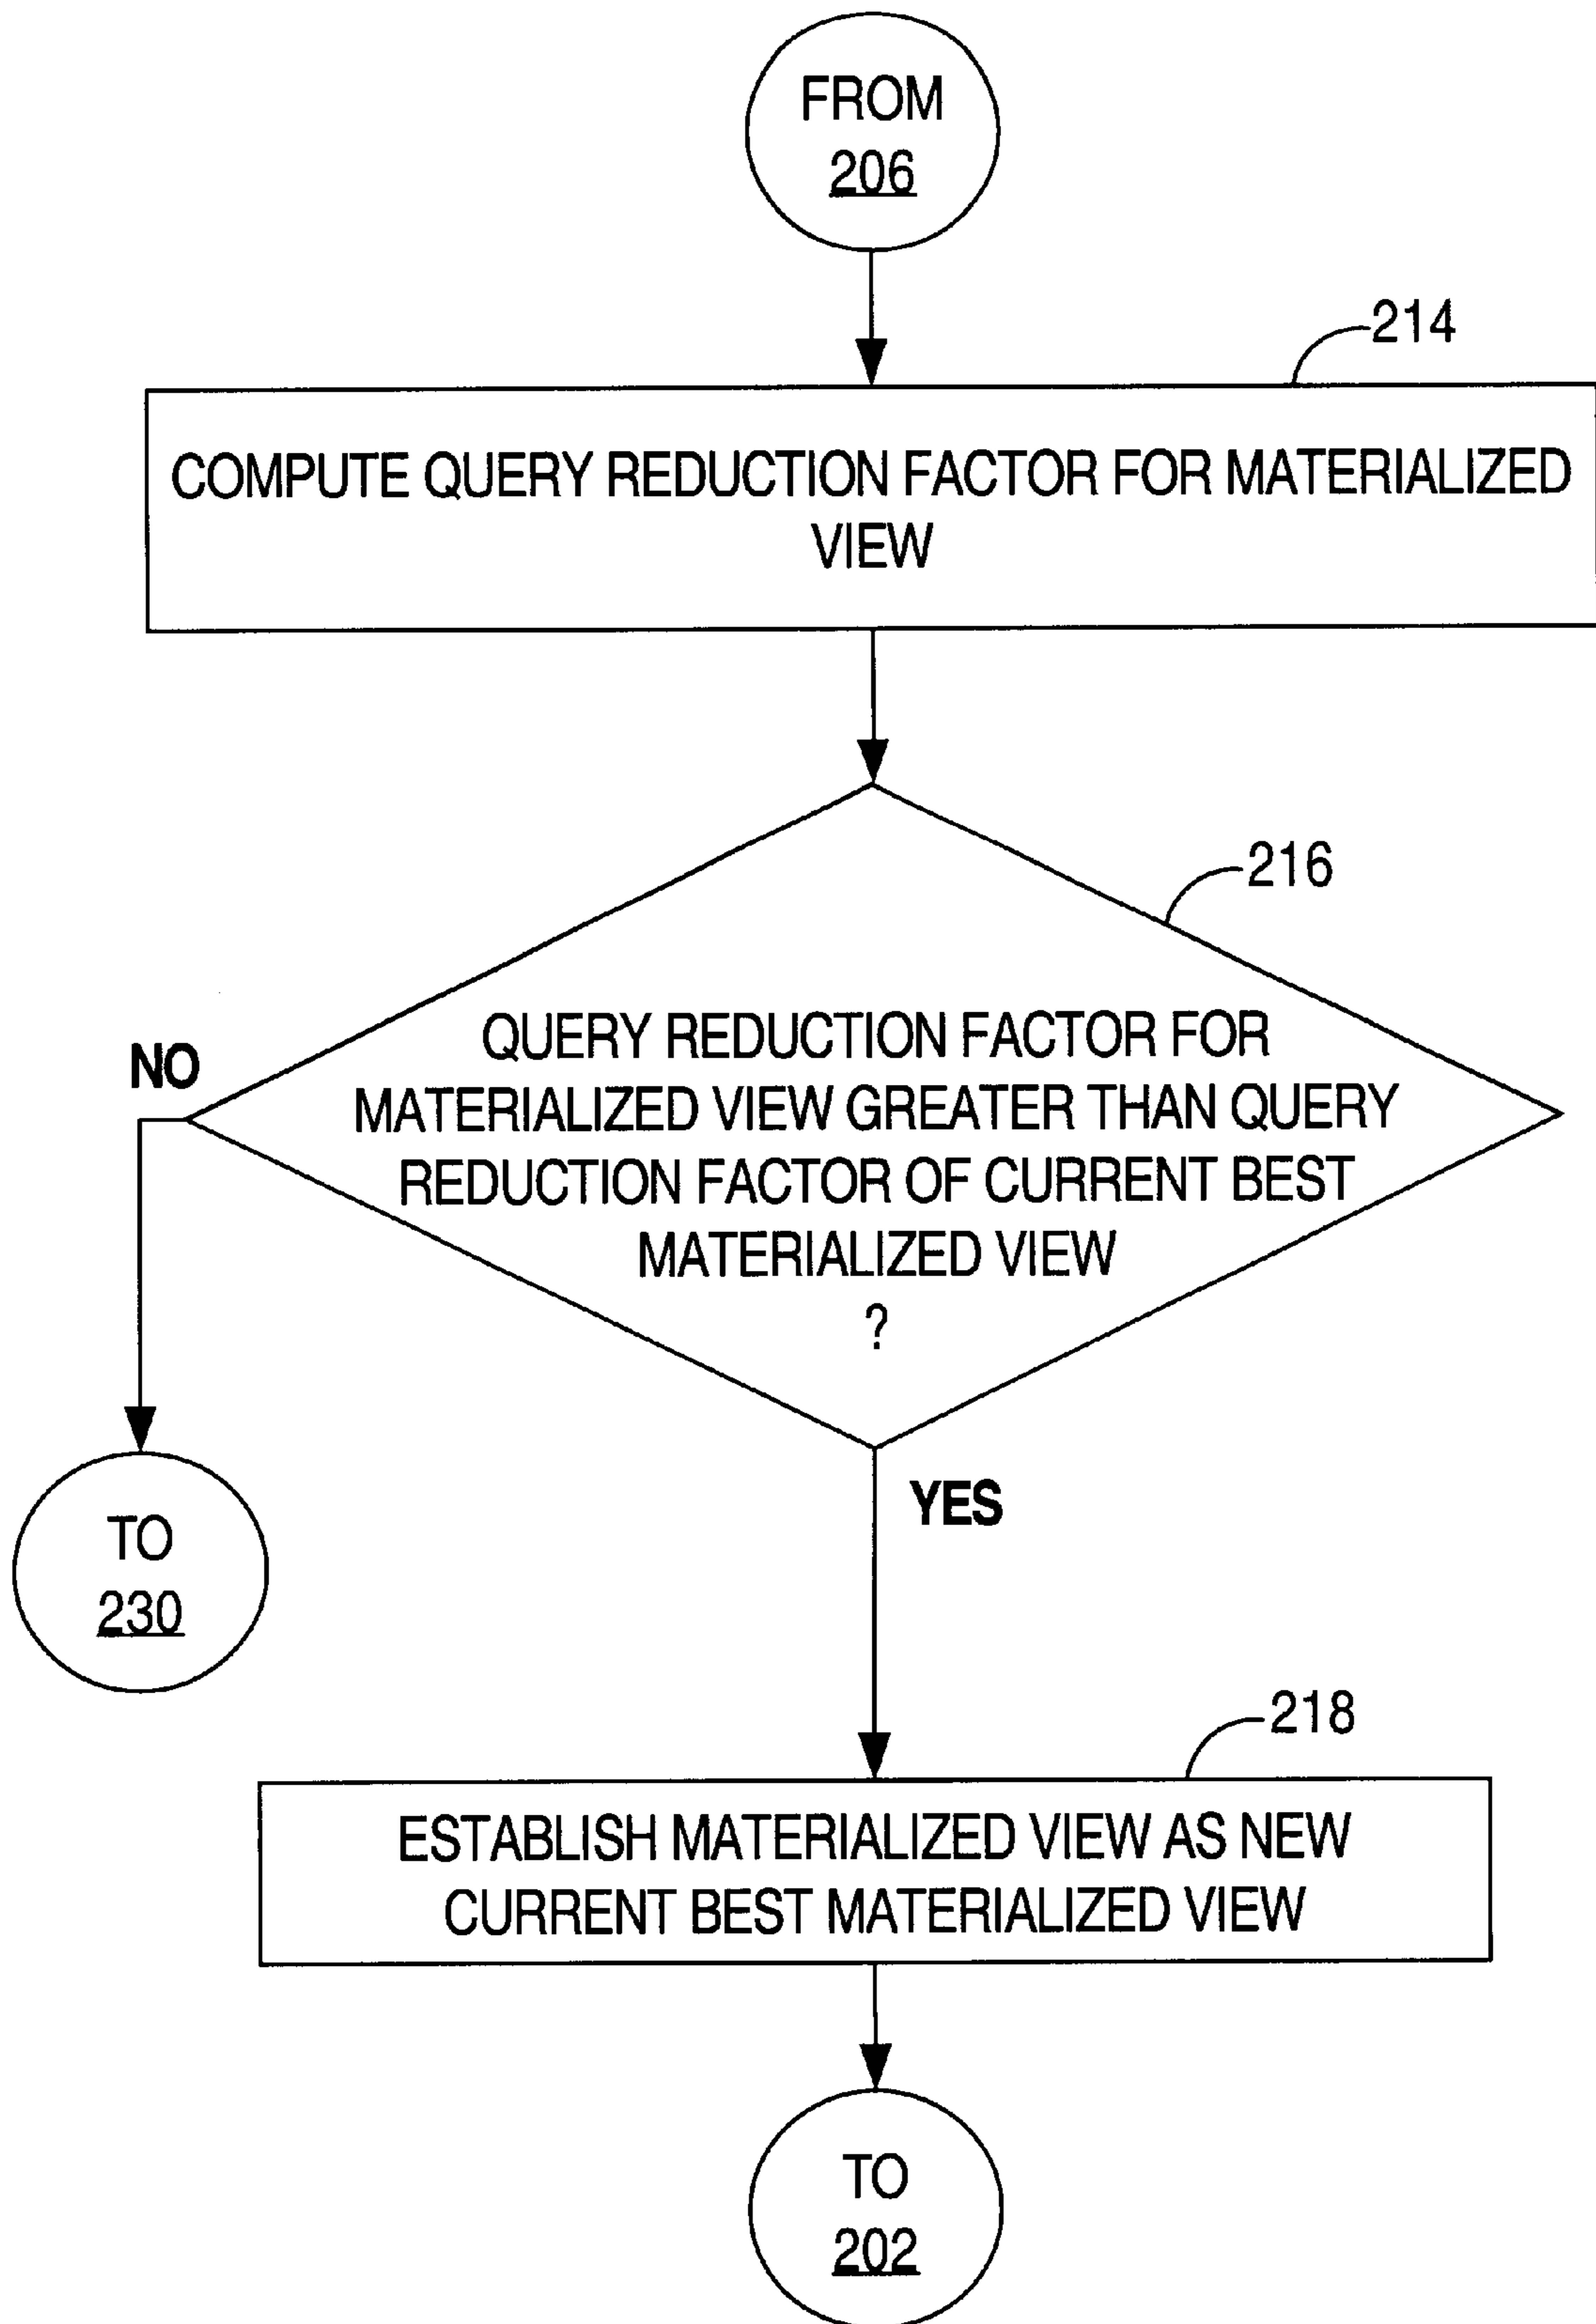 FROM
206
214
COMPUTE QUERY REDUCTION FACTOR FOR MATERIALIZED
VIEW
216
QUERY REDUCTION FACTOR FOR
MATERIALIZED VIEW GREATER THAN QUERY
REDUCTION FACTOR OF CURRENT BEST
MATERIALIZED VIEW
?
NO
YES
TO
230
218
ESTABLISH MATERIALIZED VIEW AS NEW
CURRENT BEST MATERIALIZED VIEW
TO
202